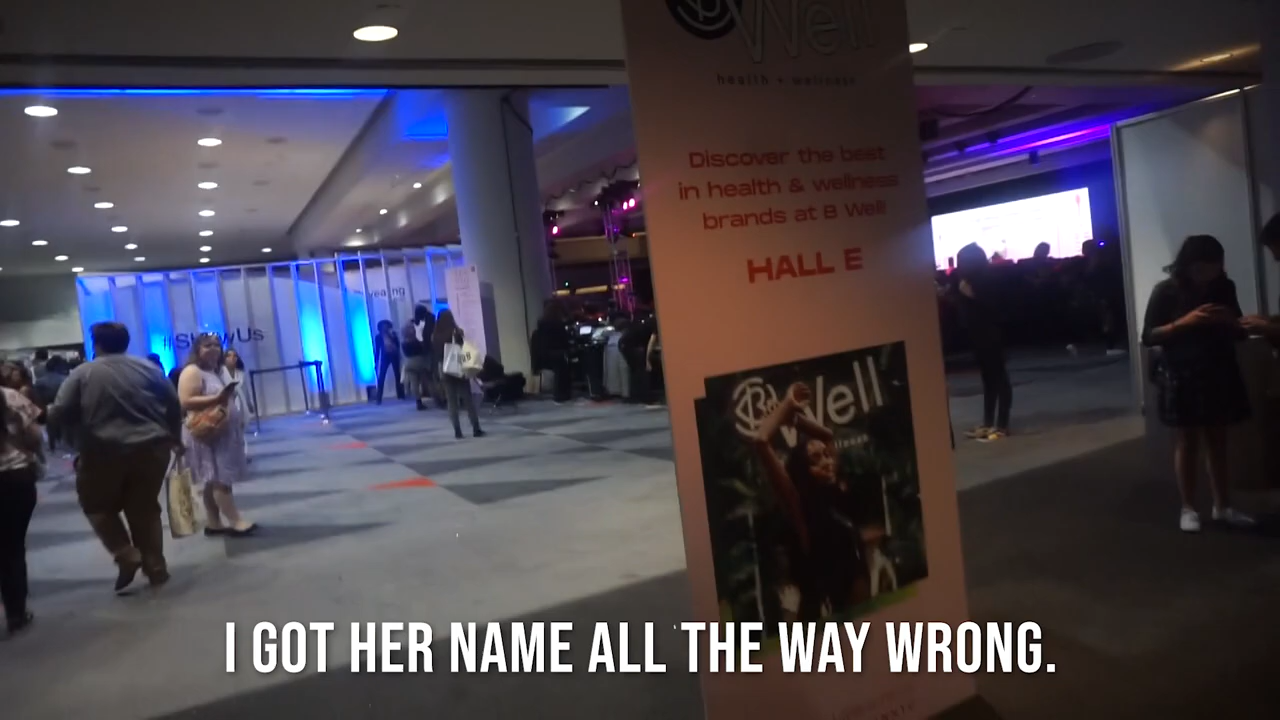 B Well
health + wellness
Discover the best
in health & wellness
brands at B Well
HALL E
#ShowUs
B Well
I GOT HER NAME ALL THE WAY WRONG.